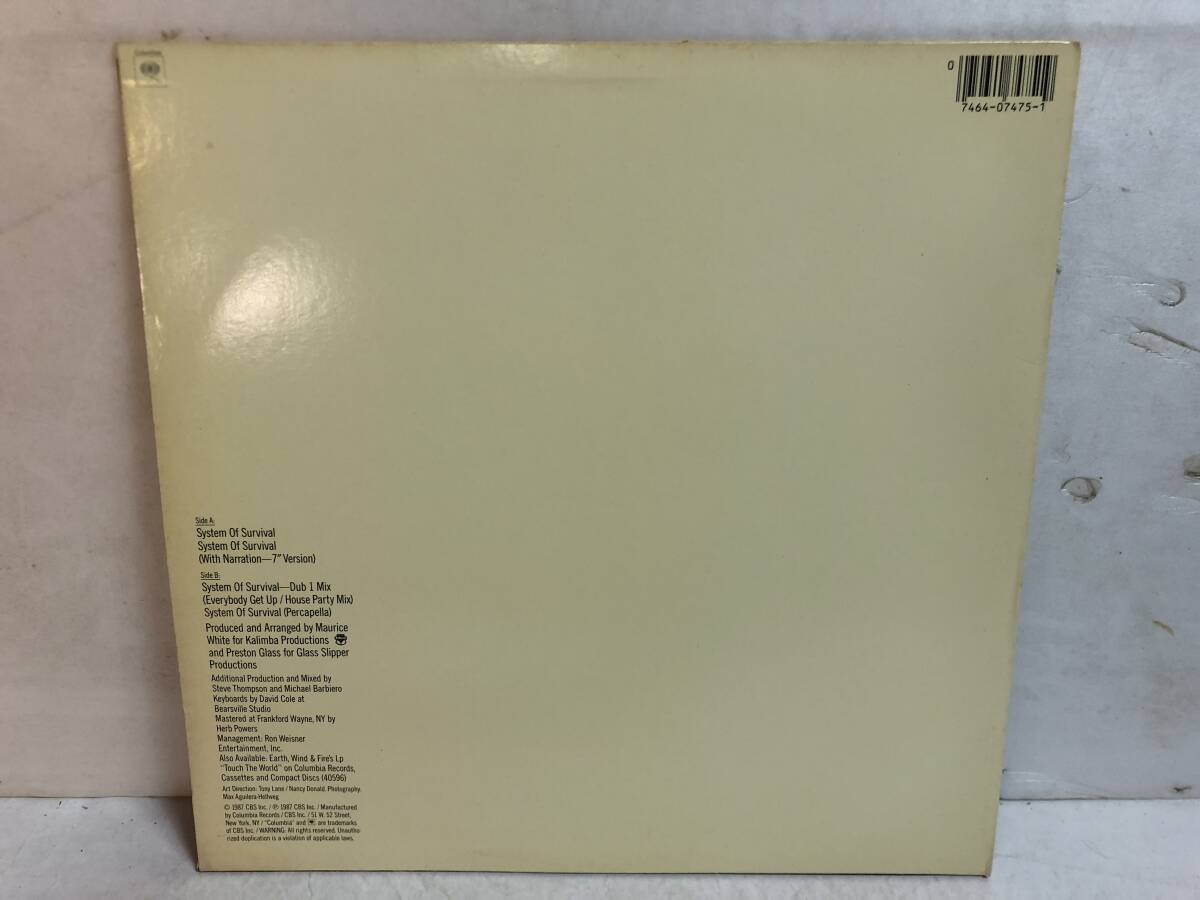 Columbia
0
7464-07475-1
Side A:
System Of Survival
System Of Survival
(With Narration—7" Version)
Side B:
System Of Survival—Dub 1 Mix
(Everybody Get Up / House Party Mix)
System Of Survival (Percapella)
Produced and Arranged by Maurice
White for Kalimba Productions
and Preston Glass for Glass Slipper
Productions
Additional Production and Mixed by
Steve Thompson and Michael Barbiero
Keyboards by David Cole at
Bearsville Studio
Mastered at Frankford Wayne, NY by
Herb Powers
Management: Ron Weisner
Entertainment, Inc.
Also Available: Earth, Wind & Fire's Lp
"Touch The World" on Columbia Records,
Cassettes and Compact Discs (40596)
Art Direction: Tony Lane / Nancy Donald. Photography:
Max Aguilera-Hellweg
© 1987 CBS Inc. / ℗ 1987 CBS Inc. / Manufactured
by Columbia Records / CBS Inc. / 51 W. 52 Street,
New York, NY / "Columbia" and are trademarks
of CBS Inc. / WARNING: All rights reserved. Unautho-
rized duplication is a violation of applicable laws.